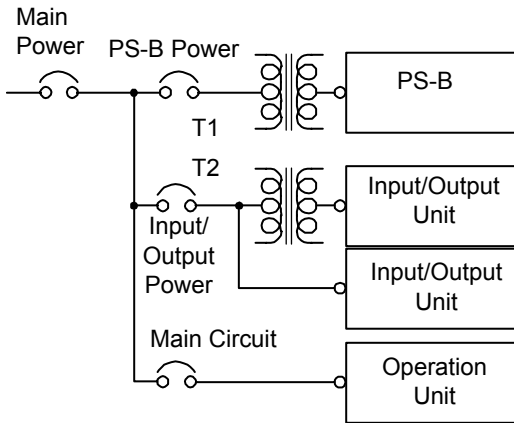 Main
Power
PS-B Power
PS-B
T1
T2
Input/
Output
Power
Input/Output
Unit
Input/Output
Unit
Main Circuit
Operation
Unit